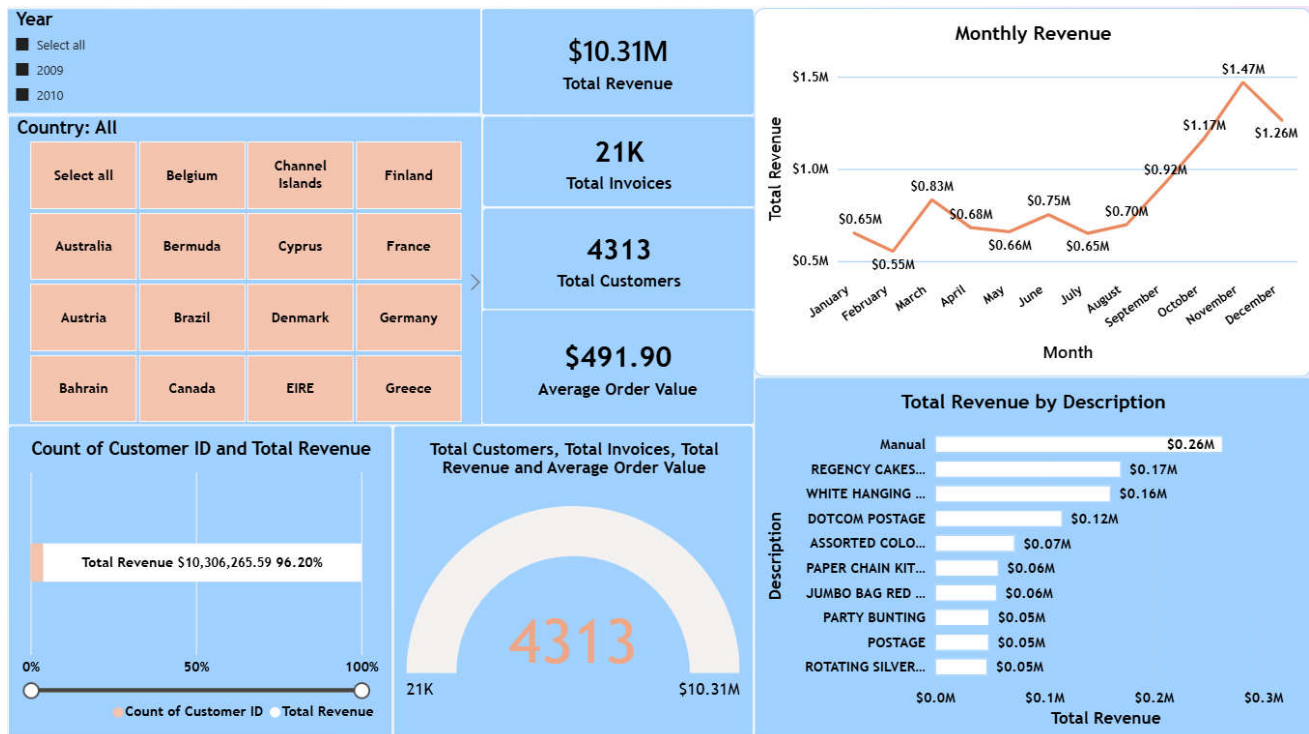 Year
Select all
2009
2010
$10.31M
Total Revenue
Country: All
Select all
Belgium
Channel
Islands
Finland
Australia
Bermuda
Cyprus
France
Austria
Brazil
Denmark
Germany
Bahrain
Canada
EIRE
Greece
21K
Total Invoices
4313
Total Customers
$491.90
Average Order Value
Monthly Revenue
Total Revenue
$1.5M
$1.0M
$0.5M
$0.65M
$0.55M
$0.83M
$0.68M
$0.66M
$0.75M
$0.65M
$0.70M
$0.92M
$1.17M
$1.47M
$1.26M
January
February
March
April
May
June
July
August
September
October
November
December
Month
Count of Customer ID and Total Revenue
Total Revenue $10,306,265.59 96.20%
0%
50%
100%
Count of Customer ID
Total Revenue
Total Customers, Total Invoices, Total
Revenue and Average Order Value
4313
21K
$10.31M
Total Revenue by Description
Description
Manual
$0.26M
REGENCY CAKES...
$0.17M
WHITE HANGING ...
$0.16M
DOTCOM POSTAGE
$0.12M
ASSORTED COLO...
$0.07M
PAPER CHAIN KIT...
$0.06M
JUMBO BAG RED ...
$0.06M
PARTY BUNTING
$0.05M
POSTAGE
$0.05M
ROTATING SILVER...
$0.05M
$0.0M
$0.1M
$0.2M
$0.3M
Total Revenue